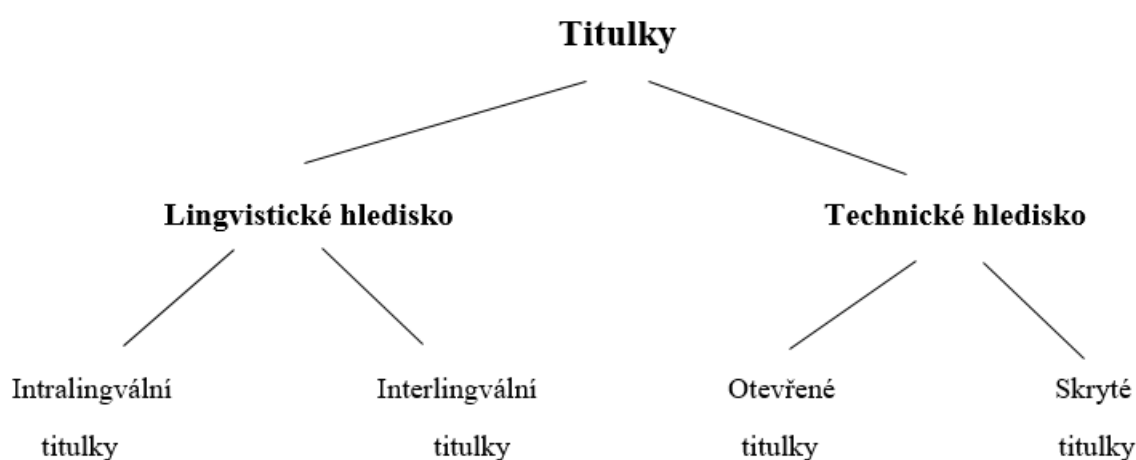 Titulky
Lingvistické hledisko
Technické hledisko
Intralingvální
titulky
Interlingvální
titulky
Otevřené
titulky
Skryté
titulky